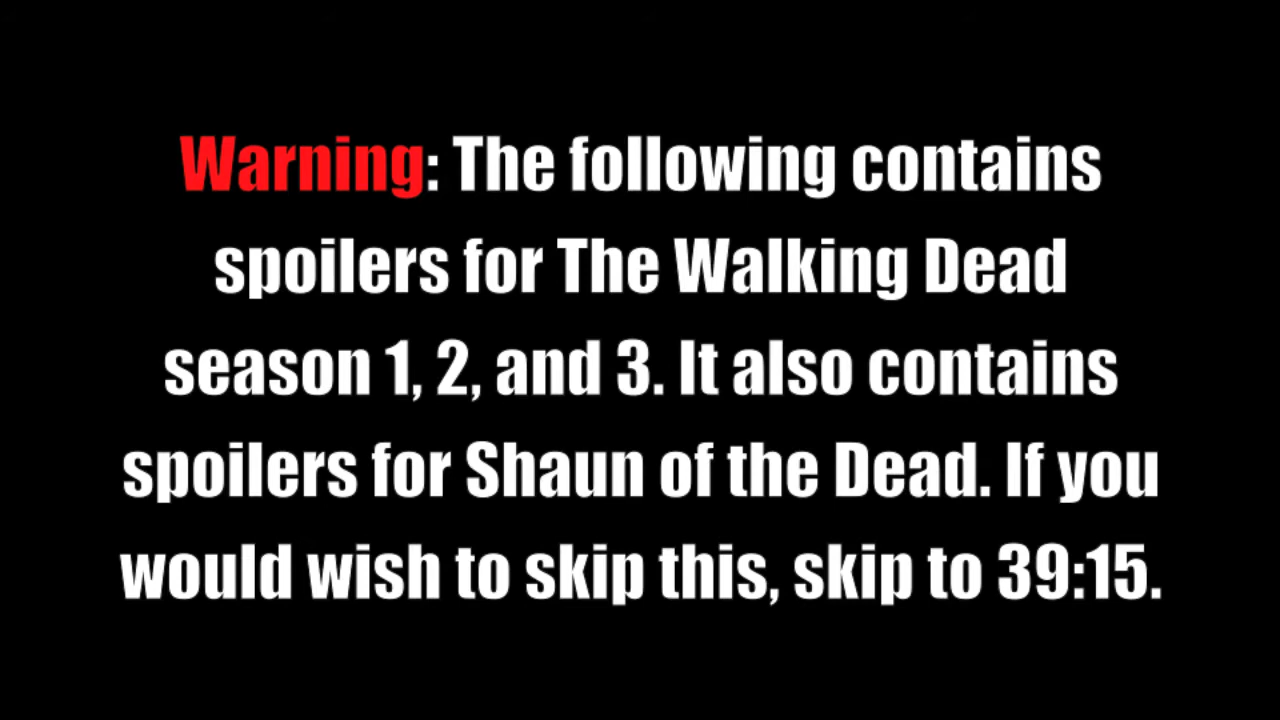 Warning: The following contains
spoilers for The Walking Dead
season 1, 2, and 3. It also contains
spoilers for Shaun of the Dead. If you
would wish to skip this, skip to 39:15.